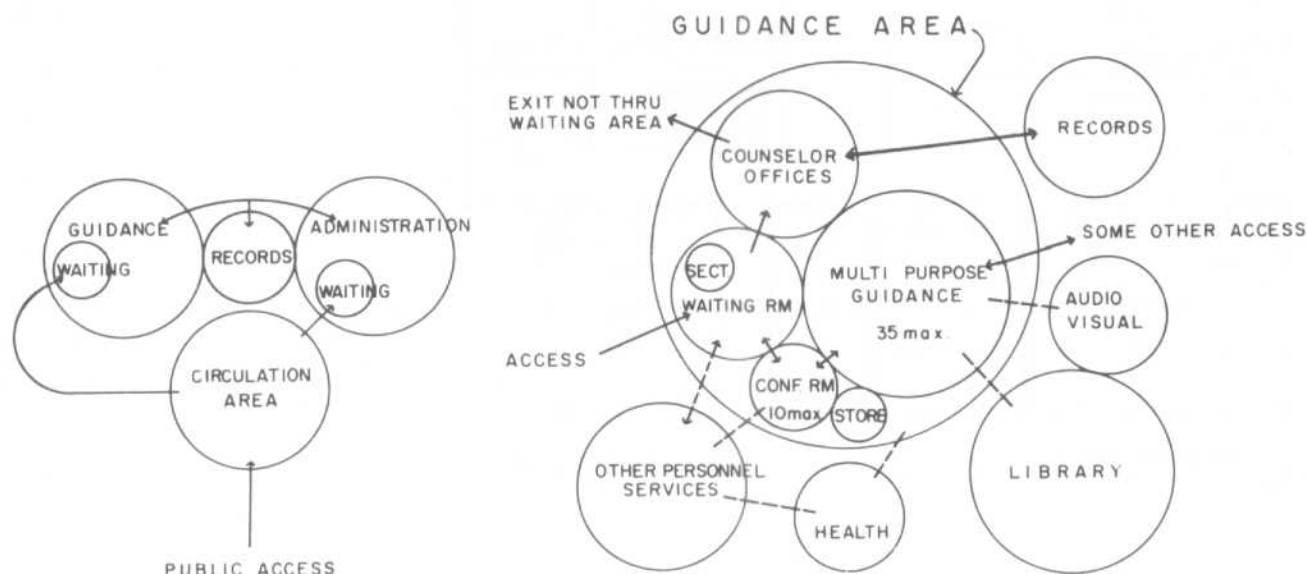 GUIDANCE
WAITING
RECORDS
ADMINISTRATION
WAITING
CIRCULATION
AREA
PUBLIC ACCESS
GUIDANCE AREA
EXIT NOT THRU
WAITING AREA
COUNSELOR
OFFICES
RECORDS
SOME OTHER ACCESS
SECT.
WAITING RM
MULTI PURPOSE
GUIDANCE
35 max.
AUDIO
VISUAL
ACCESS
CONF. RM
10 max.
STORE
OTHER PERSONNEL
SERVICES
HEALTH
LIBRARY